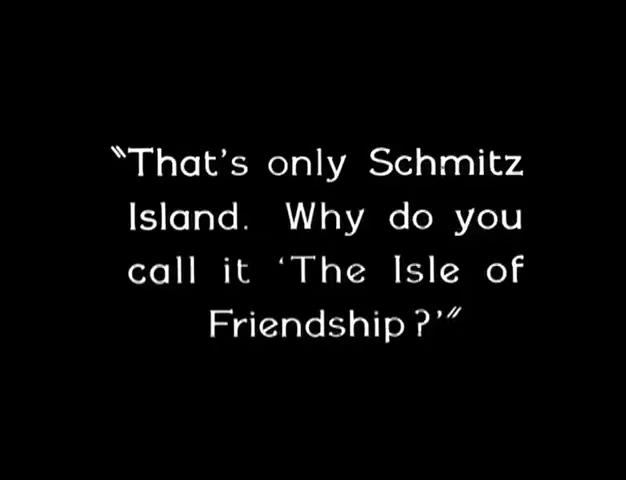 "That's only Schmitz
Island. Why do you
call it 'The Isle of
Friendship?'"